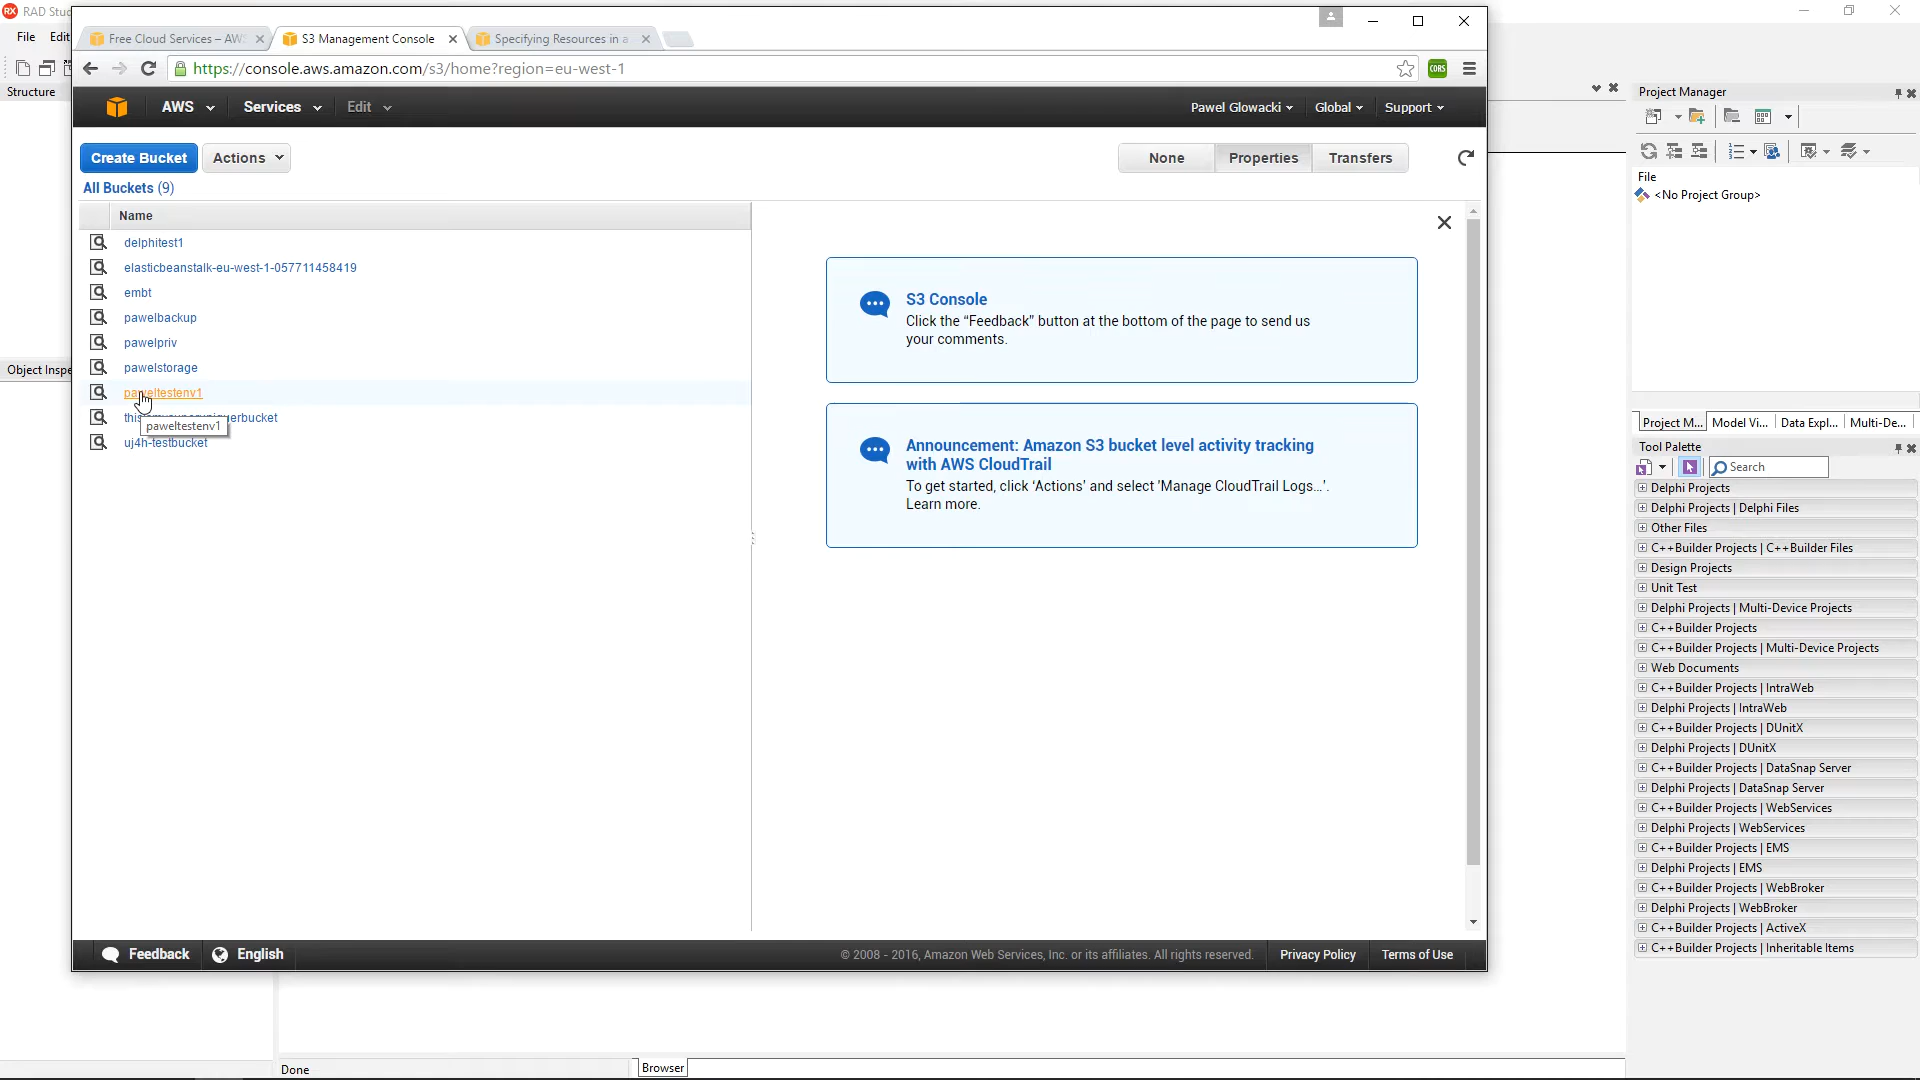 RAD Stuc
File Edit
Structure
Object Inspe
Free Cloud Services – AW
S3 Management Console
Specifying Resources in a
https://console.aws.amazon.com/s3/home?region=eu-west-1
CORS
AWS Services Edit
Pawel Glowacki Global Support
Create Bucket Actions
None Properties Transfers
All Buckets (9)
Name
delphitest1
elasticbeanstalk-eu-west-1-057711458419
embt
pawelbackup
pawelpriv
pawelstorage
paweltestenv1
paweltestenv1
uj4h-testbucket
S3 Console
Click the “Feedback” button at the bottom of the page to send us
your comments.
Announcement: Amazon S3 bucket level activity tracking
with AWS CloudTrail
To get started, click ‘Actions’ and select ‘Manage CloudTrail Logs...’.
Learn more.
Feedback English
© 2008 - 2016, Amazon Web Services, Inc. or its affiliates. All rights reserved.
Privacy Policy Terms of Use
Done
Browser
Project Manager
File
<No Project Group>
Project M... Model Vi... Data Expl... Multi-De...
Tool Palette
Search
Delphi Projects
Delphi Projects | Delphi Files
Other Files
C++Builder Projects | C++Builder Files
Design Projects
Unit Test
Delphi Projects | Multi-Device Projects
C++Builder Projects
C++Builder Projects | Multi-Device Projects
Web Documents
C++Builder Projects | IntraWeb
Delphi Projects | IntraWeb
C++Builder Projects | DUnitX
Delphi Projects | DUnitX
C++Builder Projects | DataSnap Server
Delphi Projects | DataSnap Server
C++Builder Projects | WebServices
Delphi Projects | WebServices
C++Builder Projects | EMS
Delphi Projects | EMS
C++Builder Projects | WebBroker
Delphi Projects | WebBroker
C++Builder Projects | ActiveX
C++Builder Projects | Inheritable Items